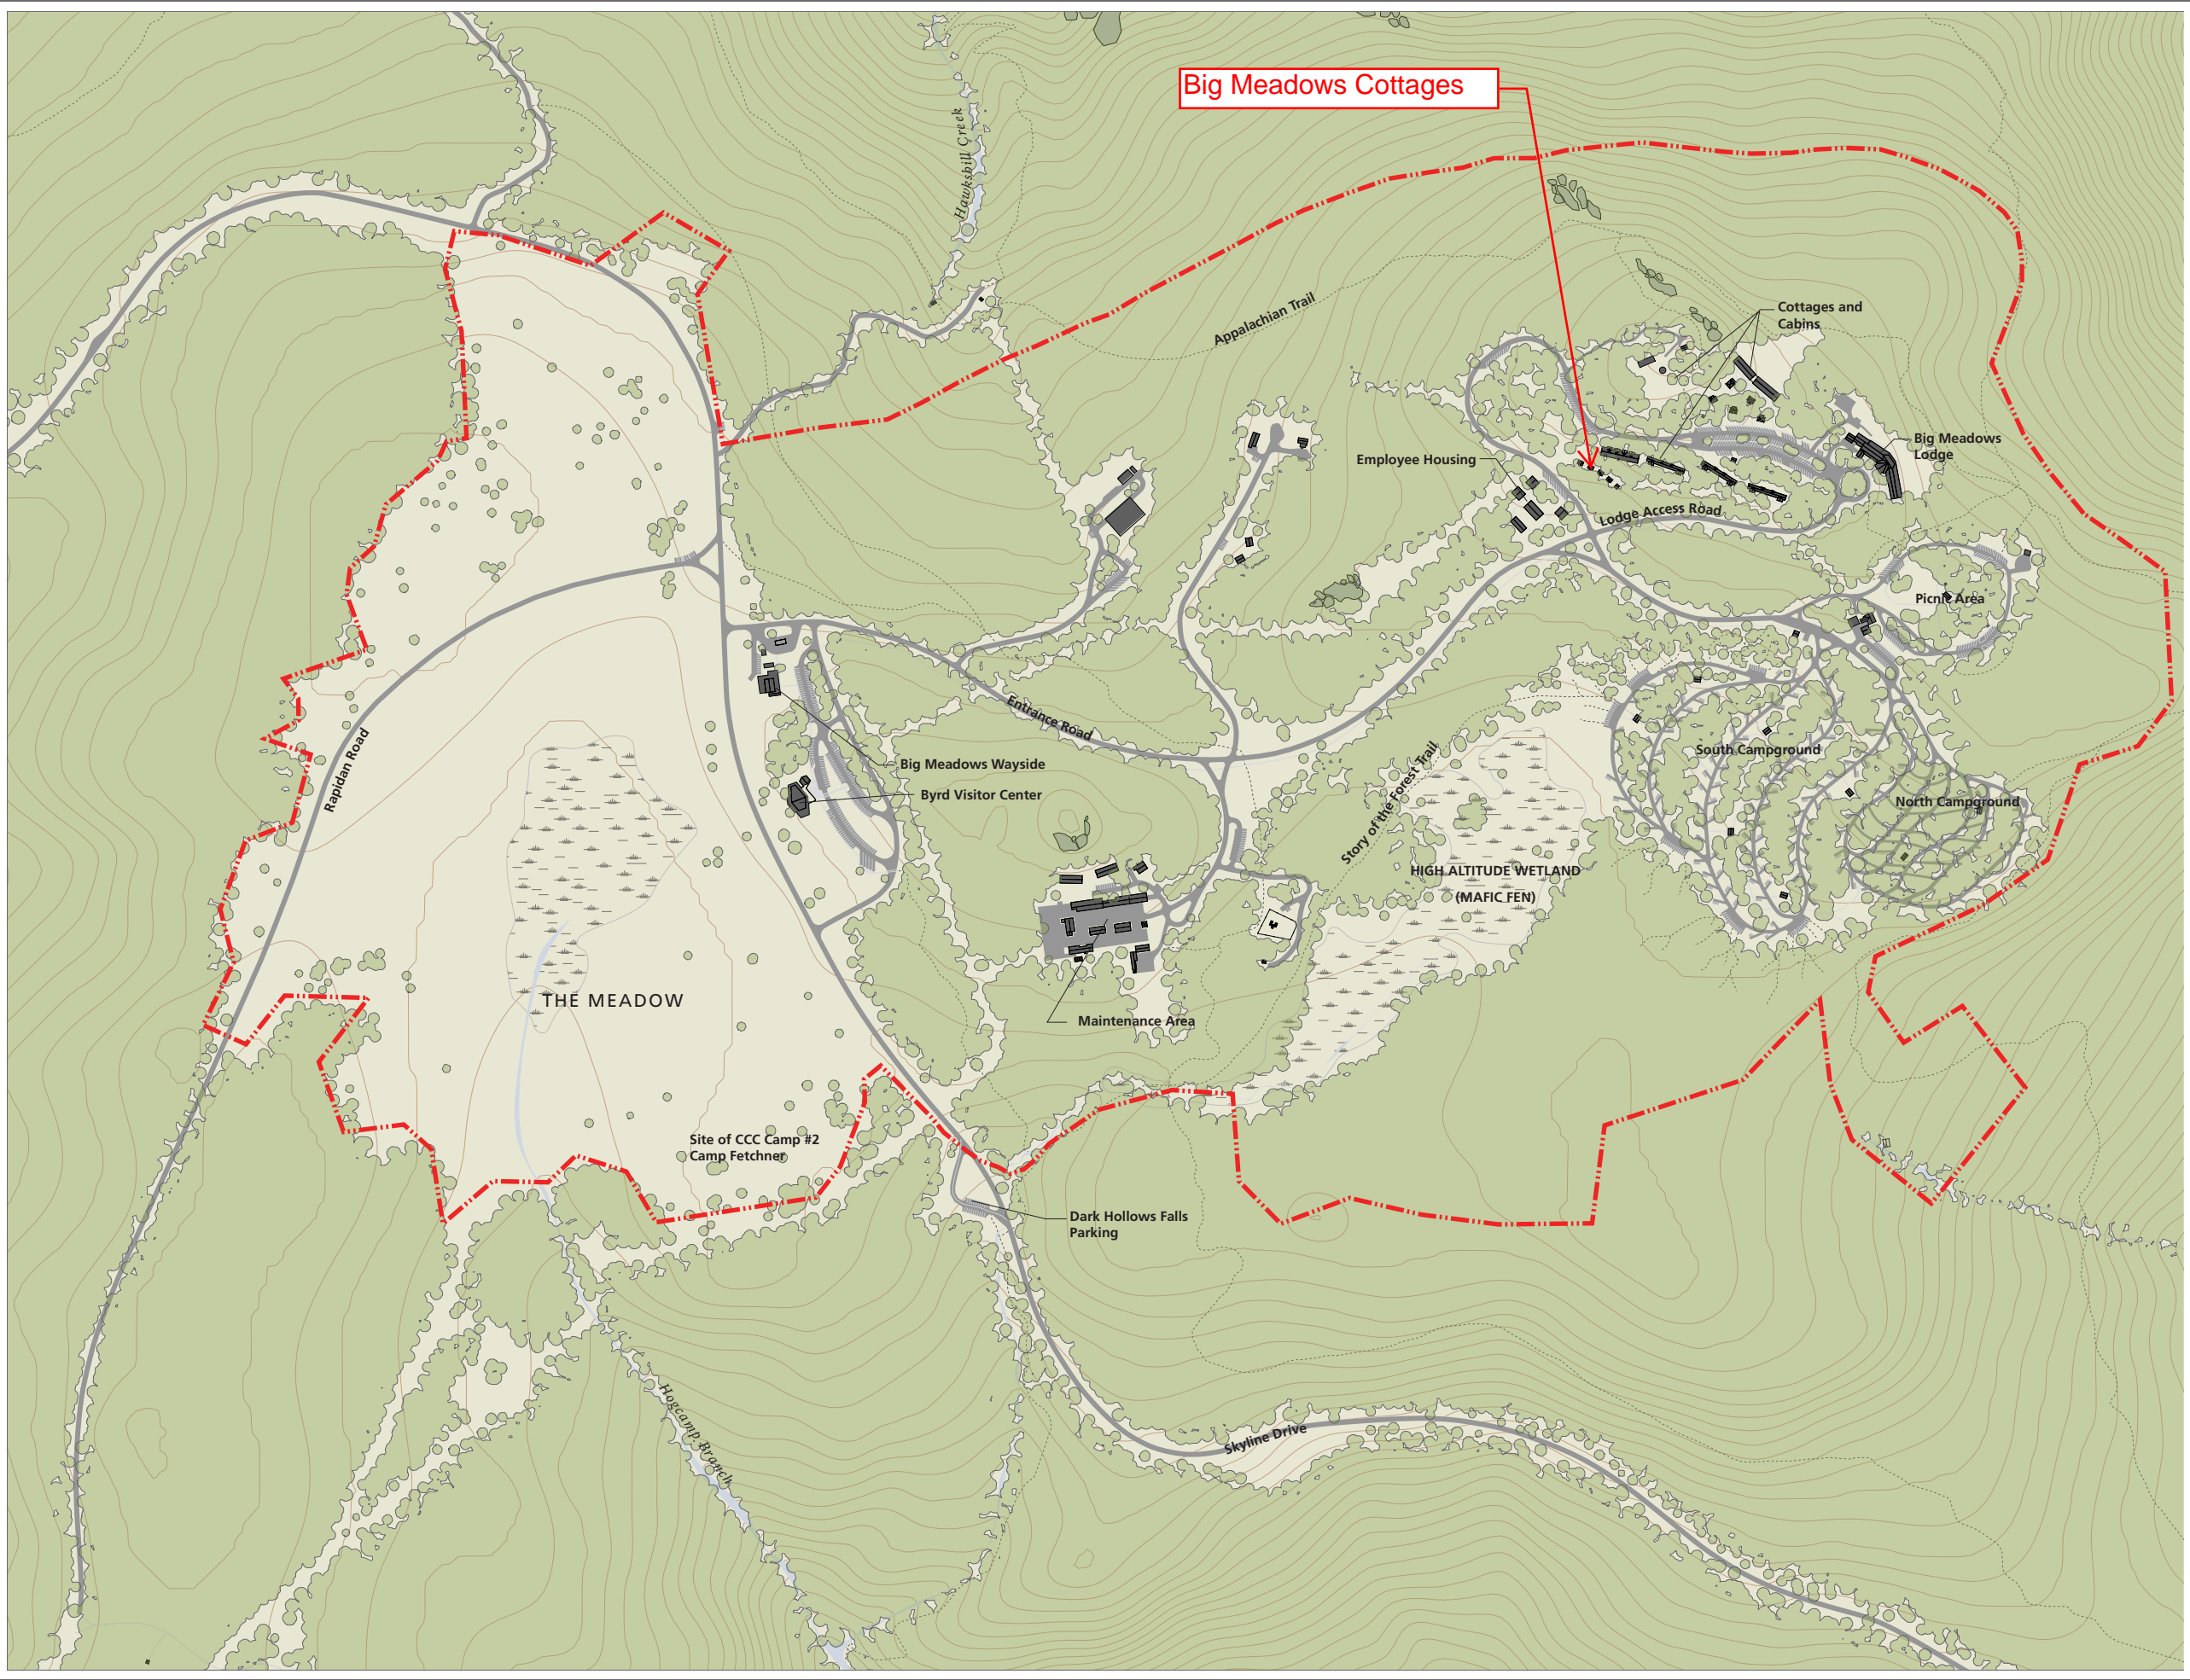 Big Meadows Cottages
Hawksbill Creek
Appalachian Trail
Cottages and
Cabins
Big Meadows
Lodge
Employee Housing
Lodge Access Road
Picnic Area
Entrance Road
Rapidan Road
Big Meadows Wayside
Byrd Visitor Center
South Campground
North Campground
Story of the Forest Trail
HIGH ALTITUDE WETLAND
(MAFIC FEN)
THE MEADOW
Maintenance Area
Site of CCC Camp #2
Camp Fetchner
Dark Hollows Falls
Parking
Hogcamp Branch
Skyline Drive